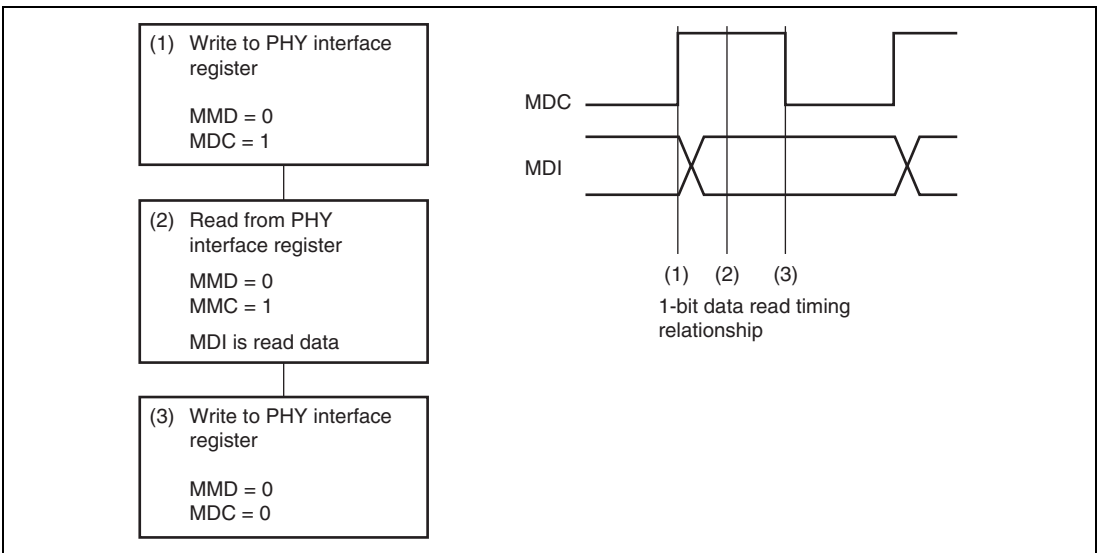 (1) Write to PHY interface
register
MMD = 0
MDC = 1
(2) Read from PHY
interface register
MMD = 0
MMC = 1
MDI is read data
(3) Write to PHY interface
register
MMD = 0
MDC = 0
MDC
MDI
(1) (2) (3)
1-bit data read timing
relationship